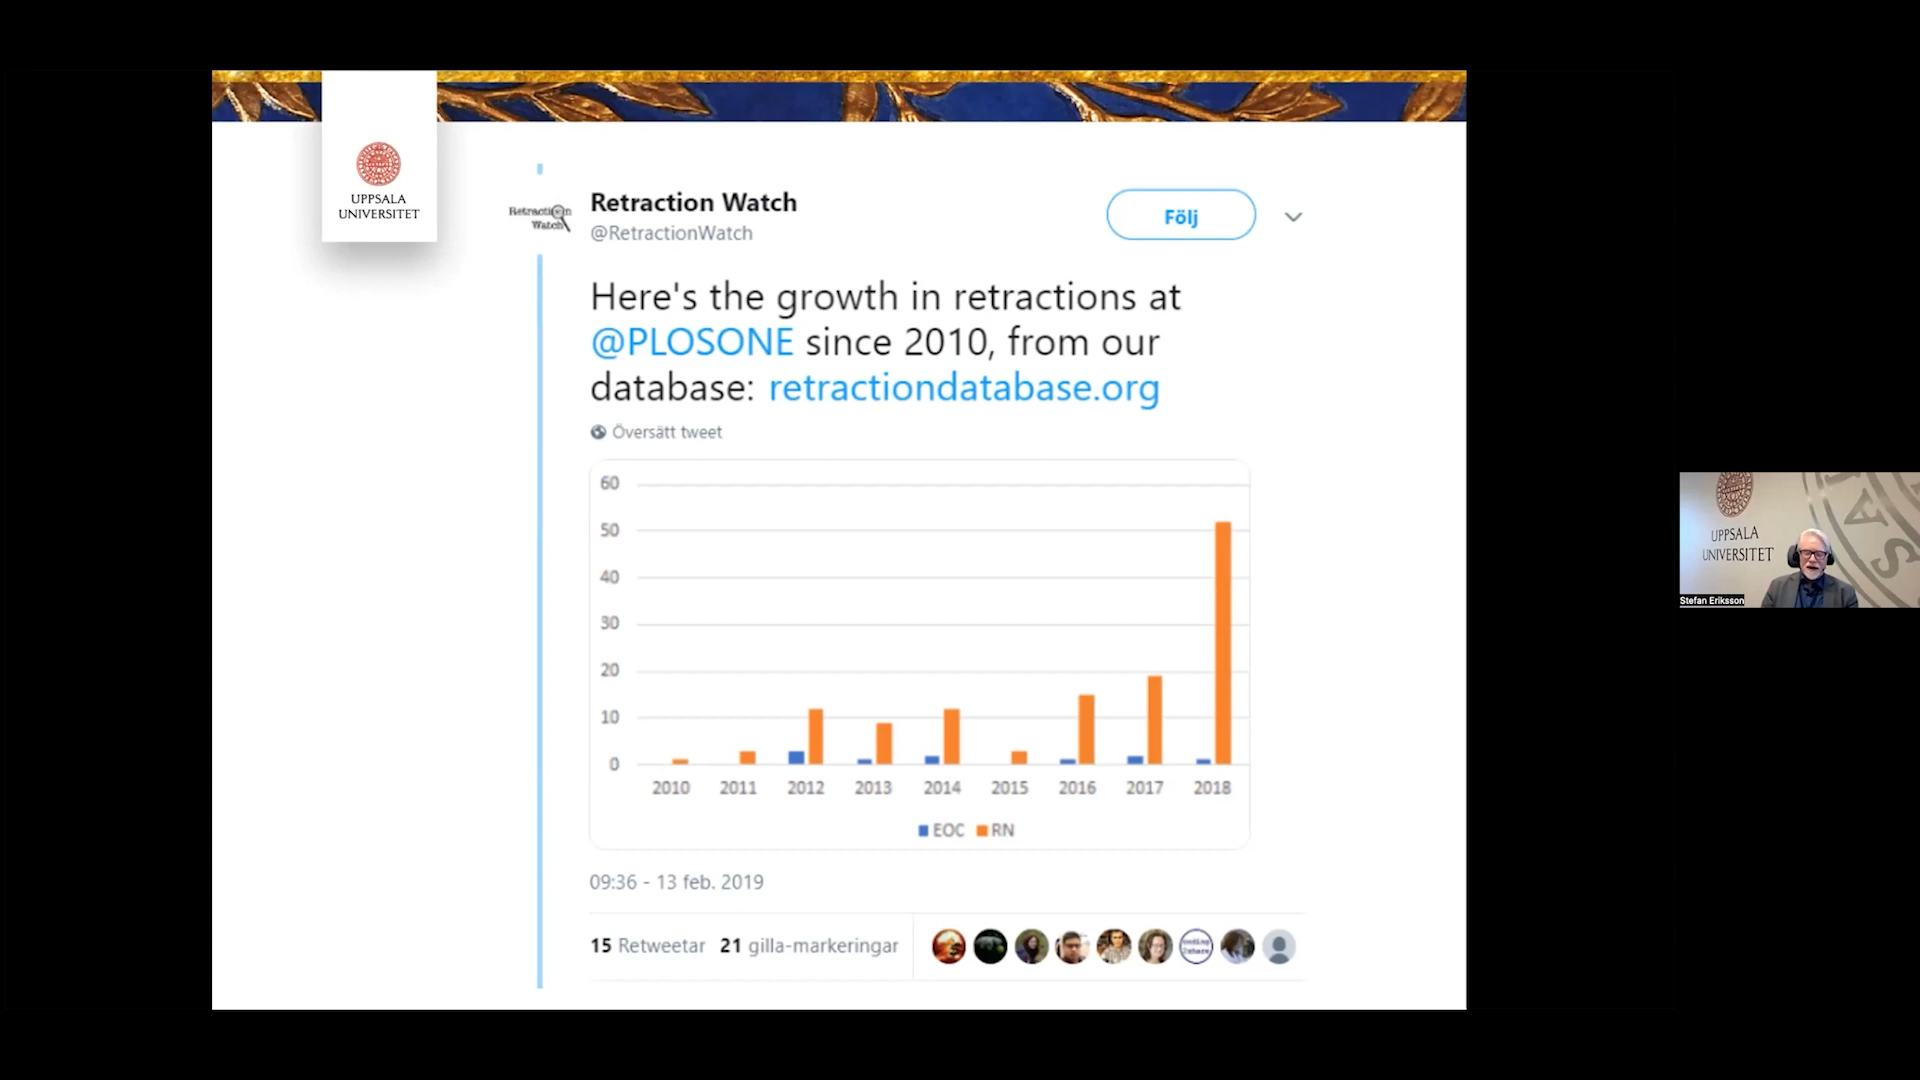 UPPSALA
UNIVERSITET
Retraction
Watch
Retraction Watch
@RetractionWatch
Följ
Here's the growth in retractions at
@PLOSONE since 2010, from our
database: retractiondatabase.org
Översätt tweet
60
50
40
30
20
10
0
2010 2011 2012 2013 2014 2015 2016 2017 2018
EOC RN
09:36 - 13 feb. 2019
15 Retweetar 21 gilla-markeringar
UPPSALA
UNIVERSITET
Stefan Eriksson